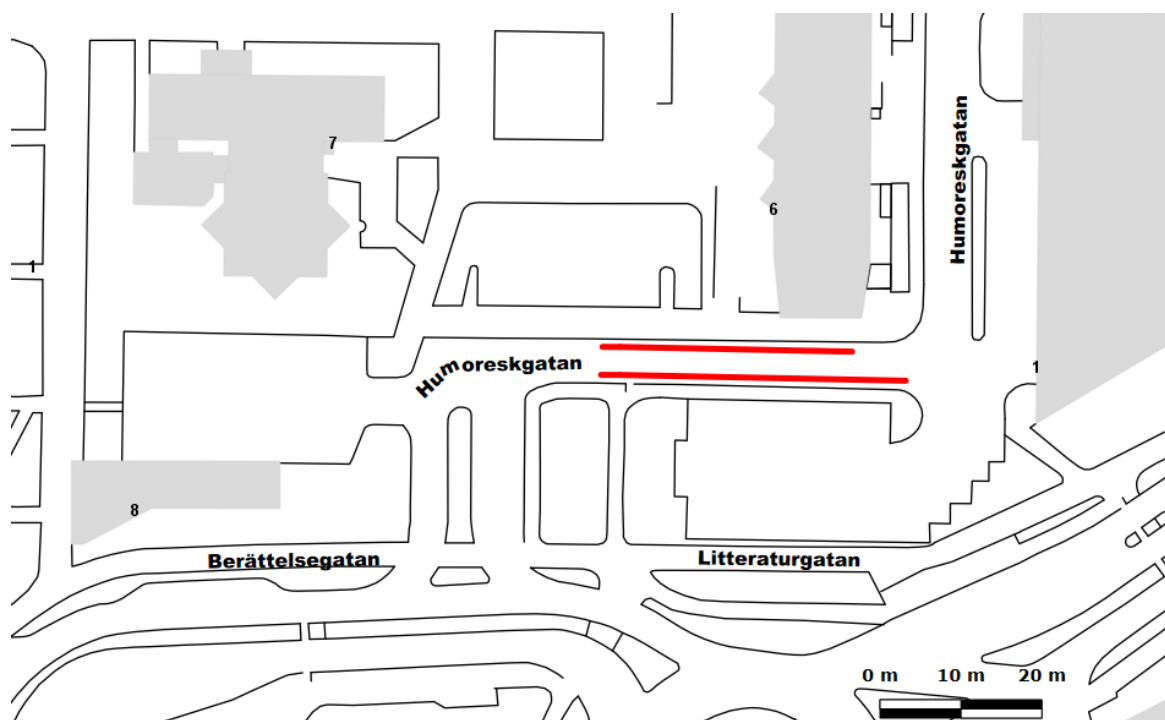 7
6
Humoreskgatan
1
Humoreskgatan
1
8
Berättelsegatan
Litteraturgatan
0 m 10 m 20 m